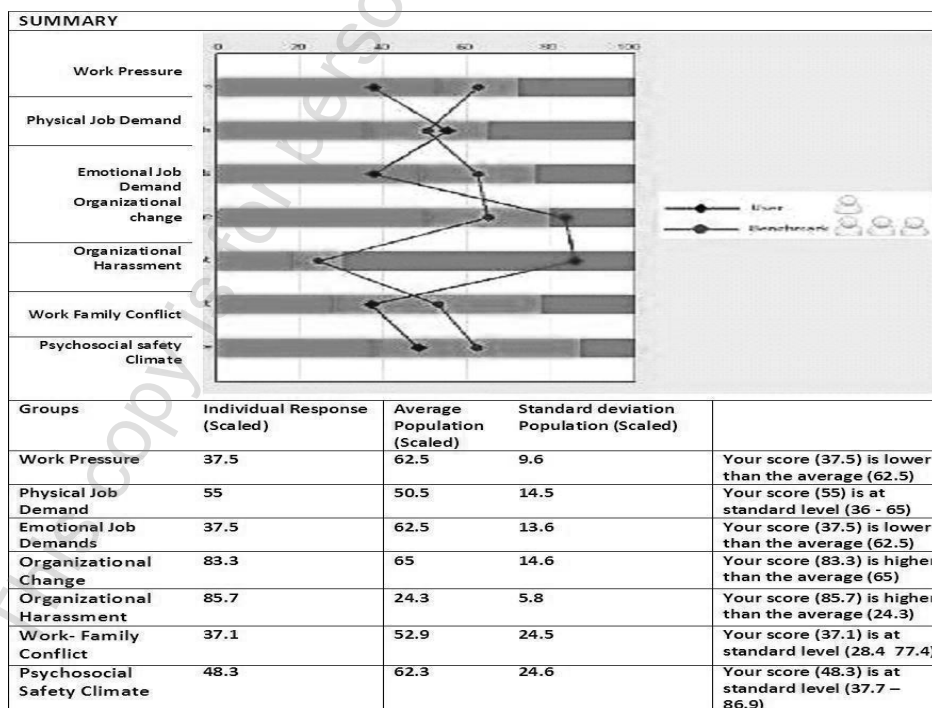 SUMMARY
0 20 40 60 80 100
Work Pressure
Physical Job Demand
Emotional Job
Demand
Organizational
change
Organizational
Harassment
Work Family Conflict
Psychosocial safety
Climate
User
Benchmark
Groups
Individual Response
(Scaled)
Average
Population
(Scaled)
Standard deviation
Population (Scaled)
Work Pressure
37.5
62.5
9.6
Your score (37.5) is lower
than the average (62.5)
Physical Job
Demand
55
50.5
14.5
Your score (55) is at
standard level (36 - 65)
Emotional Job
Demands
37.5
62.5
13.6
Your score (37.5) is lower
than the average (62.5)
Organizational
Change
83.3
65
14.6
Your score (83.3) is higher
than the average (65)
Organizational
Harassment
85.7
24.3
5.8
Your score (85.7) is higher
than the average (24.3)
Work- Family
Conflict
37.1
52.9
24.5
Your score (37.1) is at
standard level (28.4 77.4)
Psychosocial
Safety Climate
48.3
62.3
24.6
Your score (48.3) is at
standard level (37.7 –
86.9)
This copy is for perso